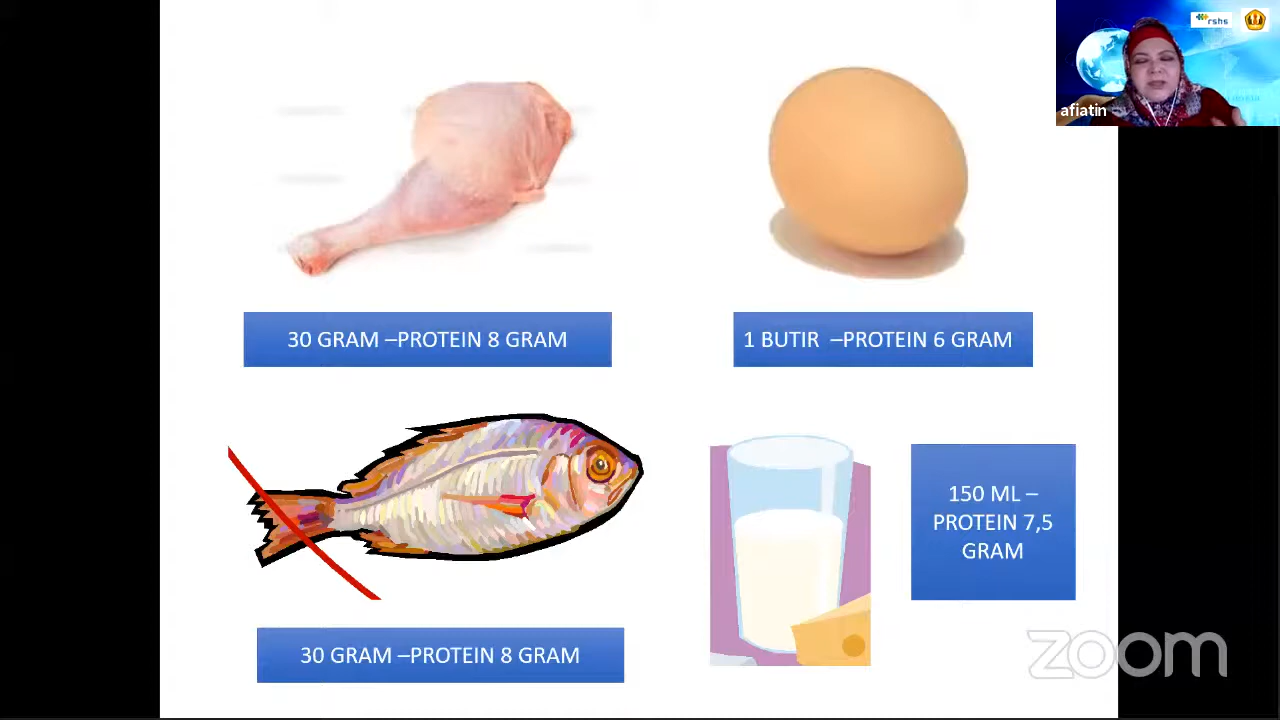 rshs
afiatin
30 GRAM –PROTEIN 8 GRAM
1 BUTIR –PROTEIN 6 GRAM
150 ML –
PROTEIN 7,5
GRAM
30 GRAM –PROTEIN 8 GRAM
zoom